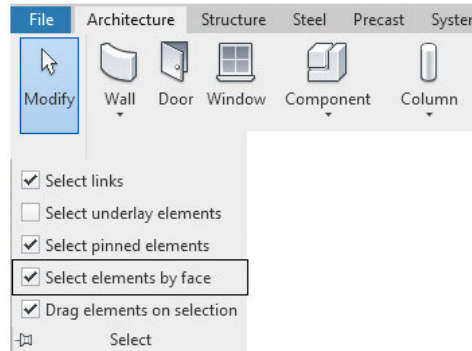 File Architecture Structure Steel Precast
Modify Wall Door Window Component Column
Select links
Select underlay elements
Select pinned elements
Select elements by face
Drag elements on selection
Select